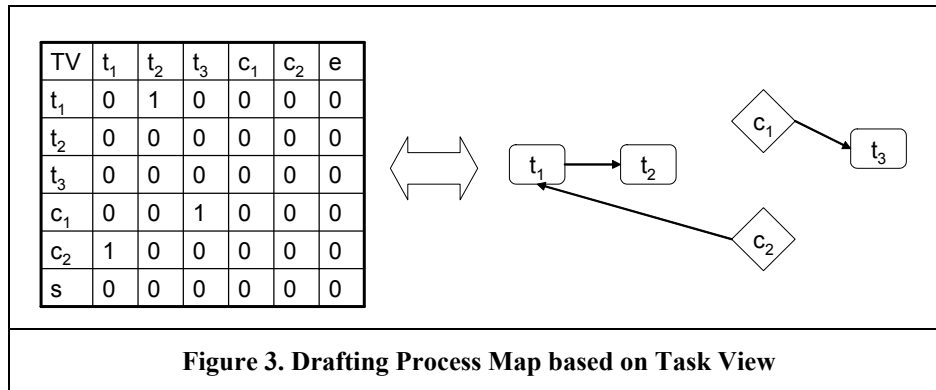 TV t₁ t₂ t₃ c₁ c₂ e
t₁ 0 1 0 0 0 0
t₂ 0 0 0 0 0 0
t₃ 0 0 0 0 0 0
c₁ 0 0 1 0 0 0
c₂ 1 0 0 0 0 0
s 0 0 0 0 0 0
c₁
t₁ t₂ t₃
c₂
Figure 3. Drafting Process Map based on Task View